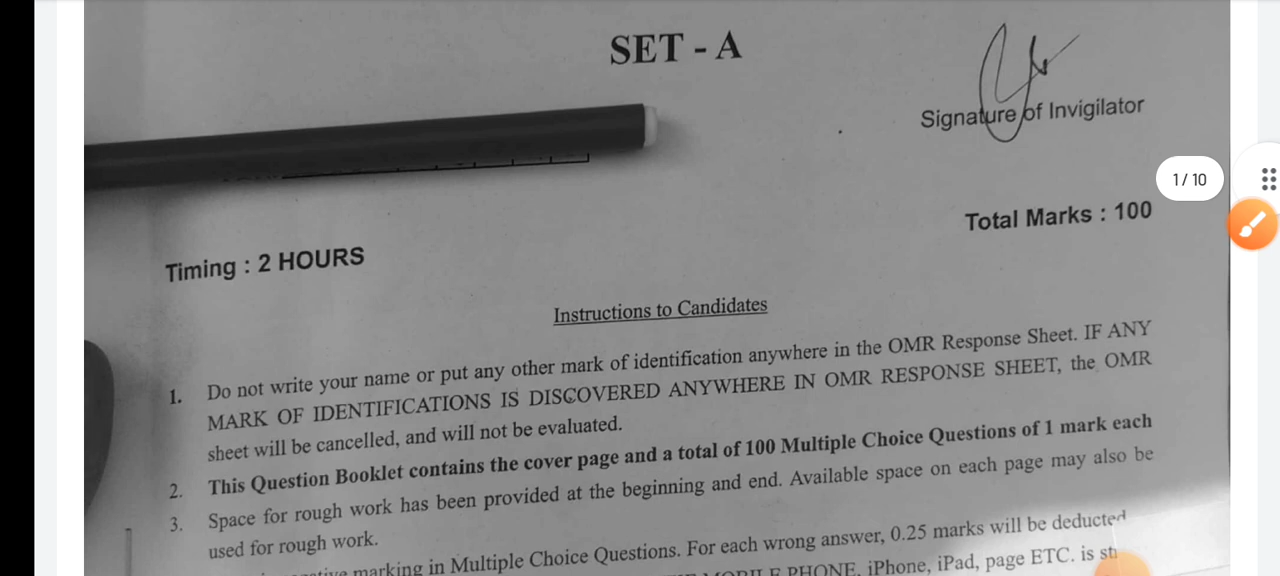 SET - A
Signature of Invigilator
1 / 10
Total Marks : 100
Timing : 2 HOURS
Instructions to Candidates
1. Do not write your name or put any other mark of identification anywhere in the OMR Response Sheet. IF ANY
MARK OF IDENTIFICATIONS IS DISCOVERED ANYWHERE IN OMR RESPONSE SHEET, the OMR
sheet will be cancelled, and will not be evaluated.
2. This Question Booklet contains the cover page and a total of 100 Multiple Choice Questions of 1 mark each
3. Space for rough work has been provided at the beginning and end. Available space on each page may also be
used for rough work.
marking in Multiple Choice Questions. For each wrong answer, 0.25 marks will be deducted
PHONE, iPhone, iPad, page ETC. is